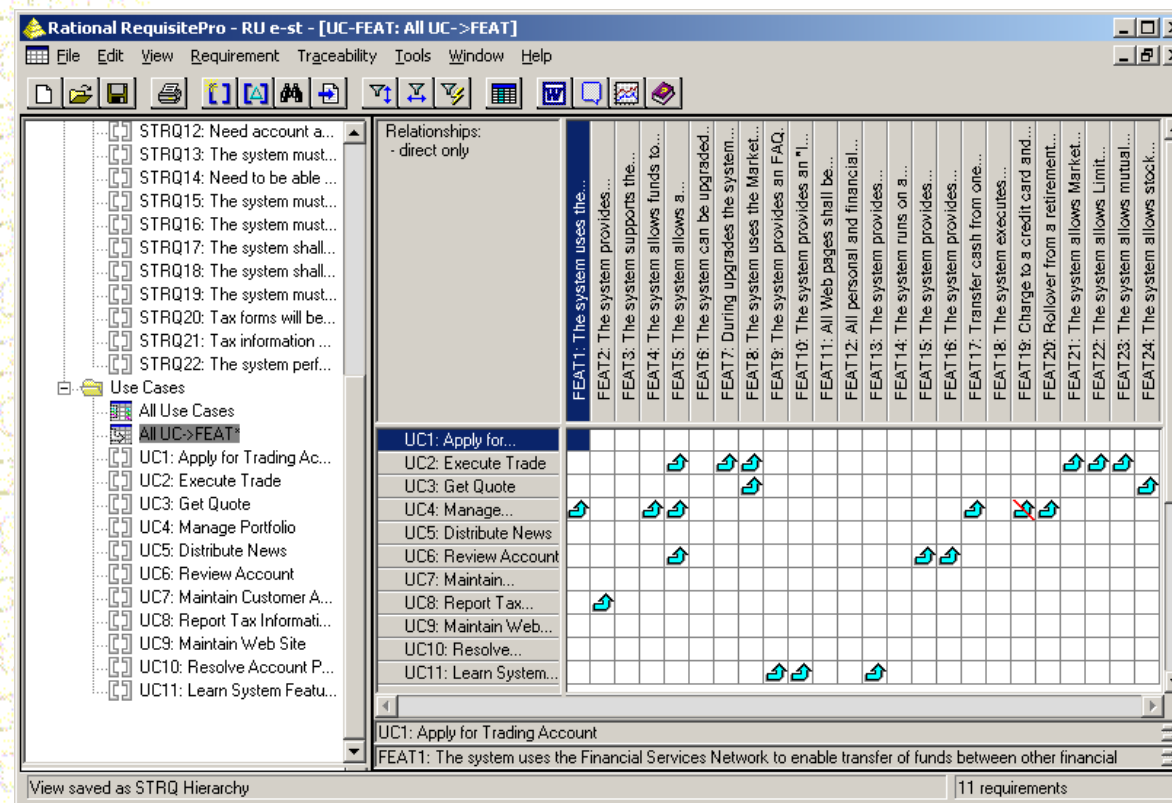 Rational RequisitePro - RU e-st - [UC-FEAT: All UC->FEAT]
File Edit View Requirement Traceability Tools Window Help
STRQ12: Need account a...
STRQ13: The system must...
STRQ14: Need to be able ...
STRQ15: The system must...
STRQ16: The system must...
STRQ17: The system shall...
STRQ18: The system shall...
STRQ19: The system must...
STRQ20: Tax forms will be...
STRQ21: Tax information ...
STRQ22: The system perf...
Use Cases
All Use Cases
All UC->FEAT*
UC1: Apply for Trading Ac...
UC2: Execute Trade
UC3: Get Quote
UC4: Manage Portfolio
UC5: Distribute News
UC6: Review Account
UC7: Maintain Customer A...
UC8: Report Tax Informati...
UC9: Maintain Web Site
UC10: Resolve Account P...
UC11: Learn System Featu...
Relationships:
- direct only
FEAT1: The system uses the...
FEAT2: The system provides...
FEAT3: The system supports the...
FEAT4: The system allows funds to...
FEAT5: The system allows a...
FEAT6: The system can be upgraded...
FEAT7: During upgrades the system...
FEAT8: The system uses the Market...
FEAT9: The system provides an FAQ.
FEAT10: The system provides an "I...
FEAT11: All Web pages shall be...
FEAT12: All personal and financial...
FEAT13: The system provides...
FEAT14: The system runs on a...
FEAT15: The system provides...
FEAT16: The system provides...
FEAT17: Transfer cash from one...
FEAT18: The system executes...
FEAT19: Charge to a credit card and...
FEAT20: Rollover from a retirement...
FEAT21: The system allows Market...
FEAT22: The system allows Limit...
FEAT23: The system allows mutual...
FEAT24: The system allows stock...
UC1: Apply for...
UC2: Execute Trade
UC3: Get Quote
UC4: Manage...
UC5: Distribute News
UC6: Review Account
UC7: Maintain...
UC8: Report Tax...
UC9: Maintain Web...
UC10: Resolve...
UC11: Learn System...
UC1: Apply for Trading Account
FEAT1: The system uses the Financial Services Network to enable transfer of funds between other financial
View saved as STRQ Hierarchy
11 requirements